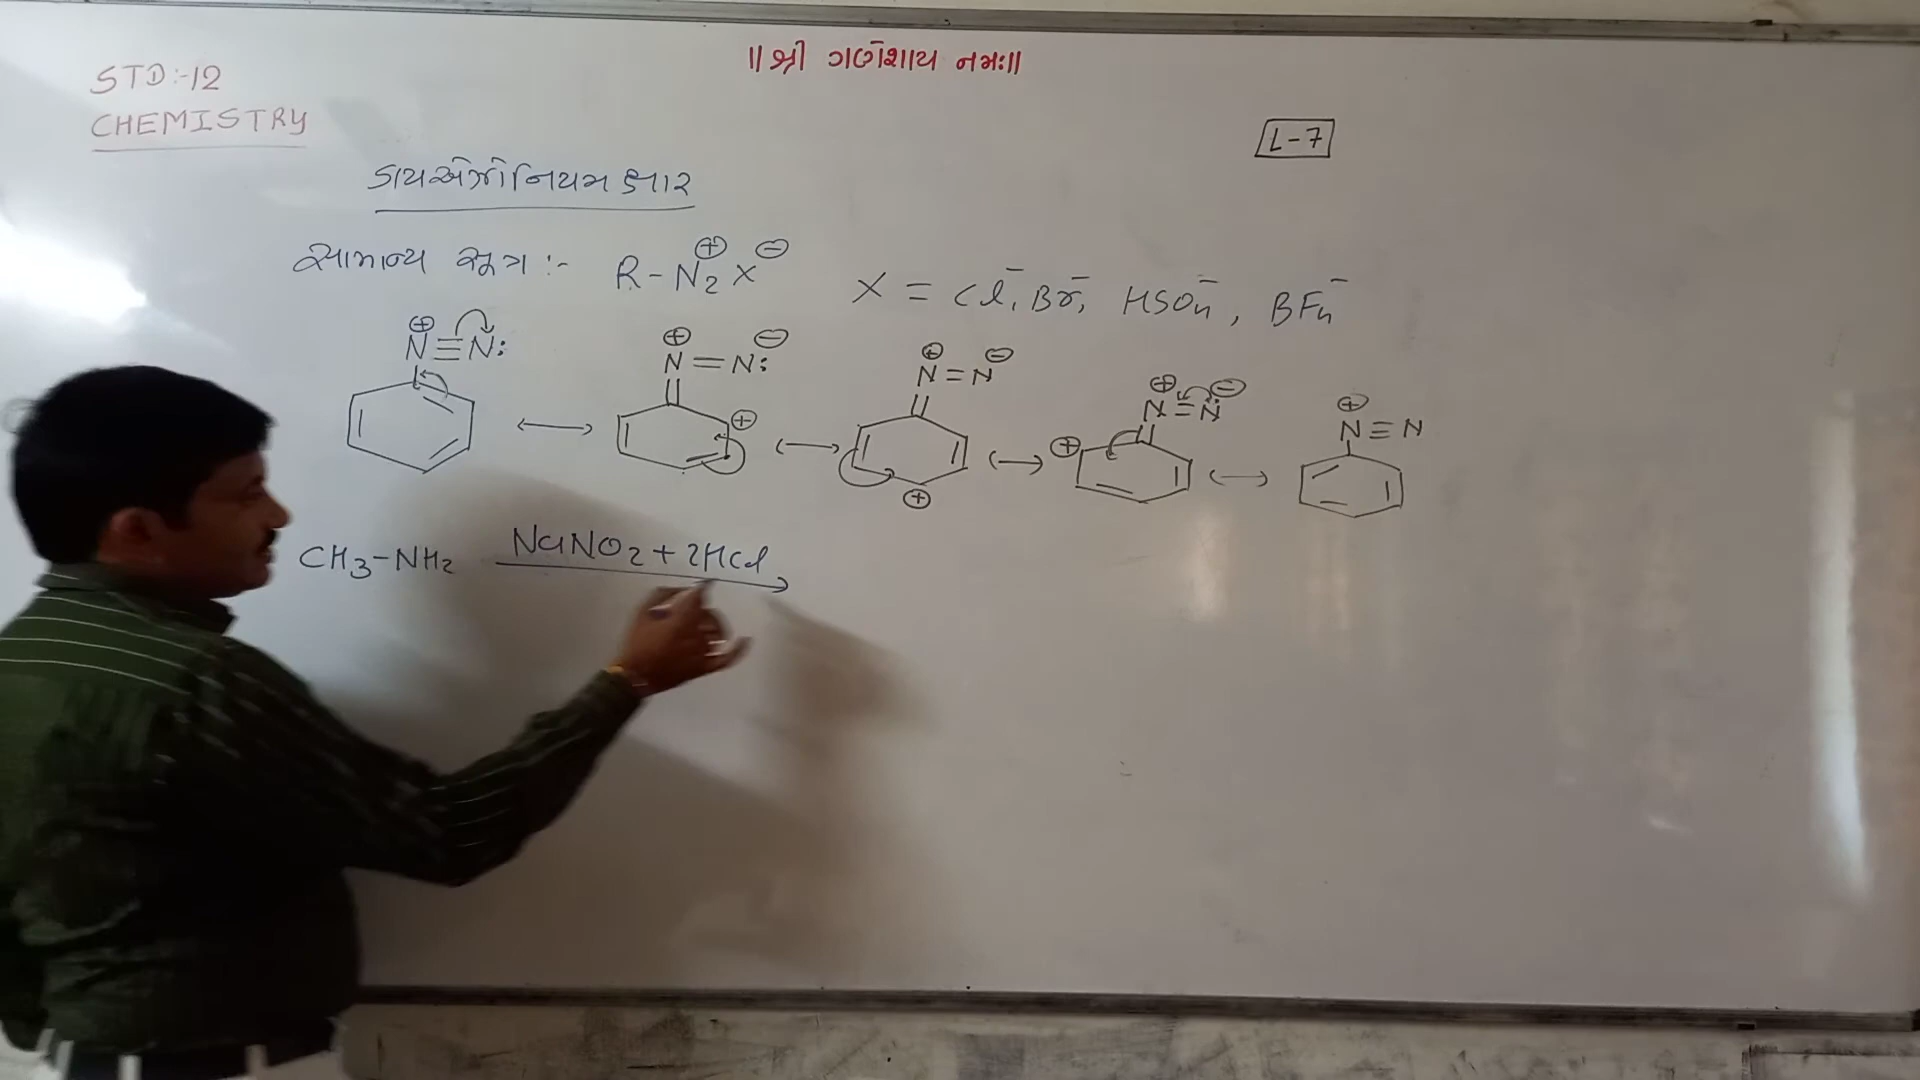 ॥ શ્રી ગણેશાય નમઃ॥
STD:-12
CHEMISTRY
L-7
ડાયએઝોનિયમ ક્ષાર
સામાન્ય સૂત્ર :- R-N2⊕ X⊖ X = Cl⁻, Br⁻, HSO4⁻, BF4⁻
⊕ N≡N: ⊕ N=N: ⊖ ⊕ N=N ⊖ ⊕ N=N: ⊖ ⊕ N≡N
⟷ ⊕ ⟷ ⊕ ⟷ ⊕ ⟷
CH3-NH2 NaNO2 + 2HCl →